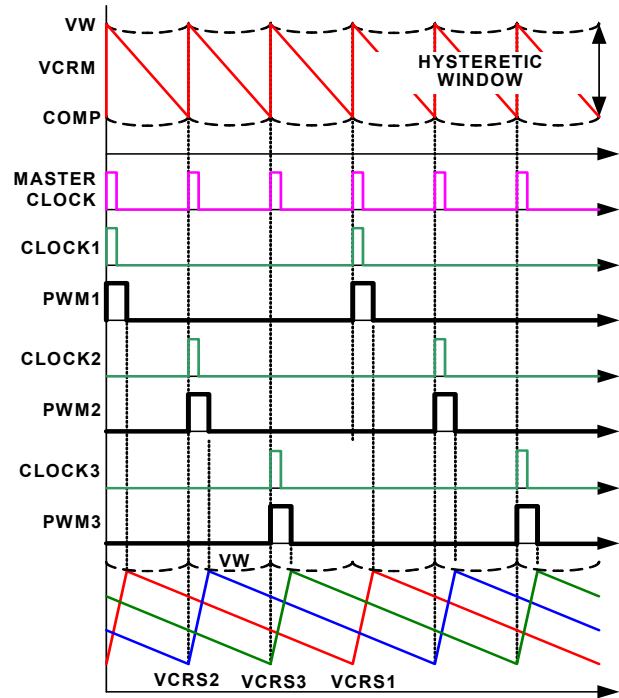 VW
VCRM
HYSTERETIC
WINDOW
COMP
MASTER
CLOCK
CLOCK1
PWM1
CLOCK2
PWM2
CLOCK3
PWM3
VW
VCRS2 VCRS3 VCRS1